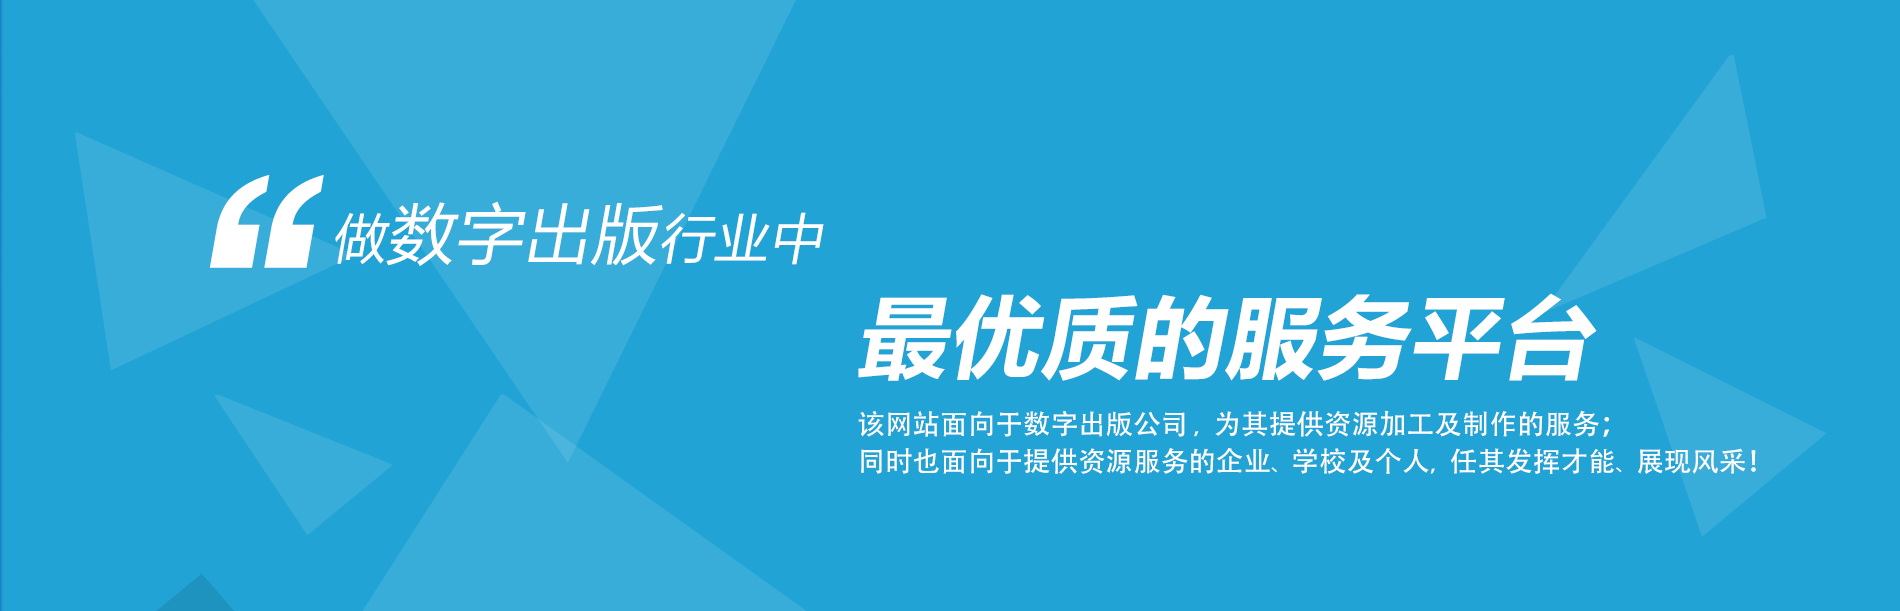 “做数字出版行业中
最优质的服务平台
该网站面向于数字出版公司，为其提供资源加工及制作的服务；
同时也面向于提供资源服务的企业、学校及个人，任其发挥才能、展现风采！